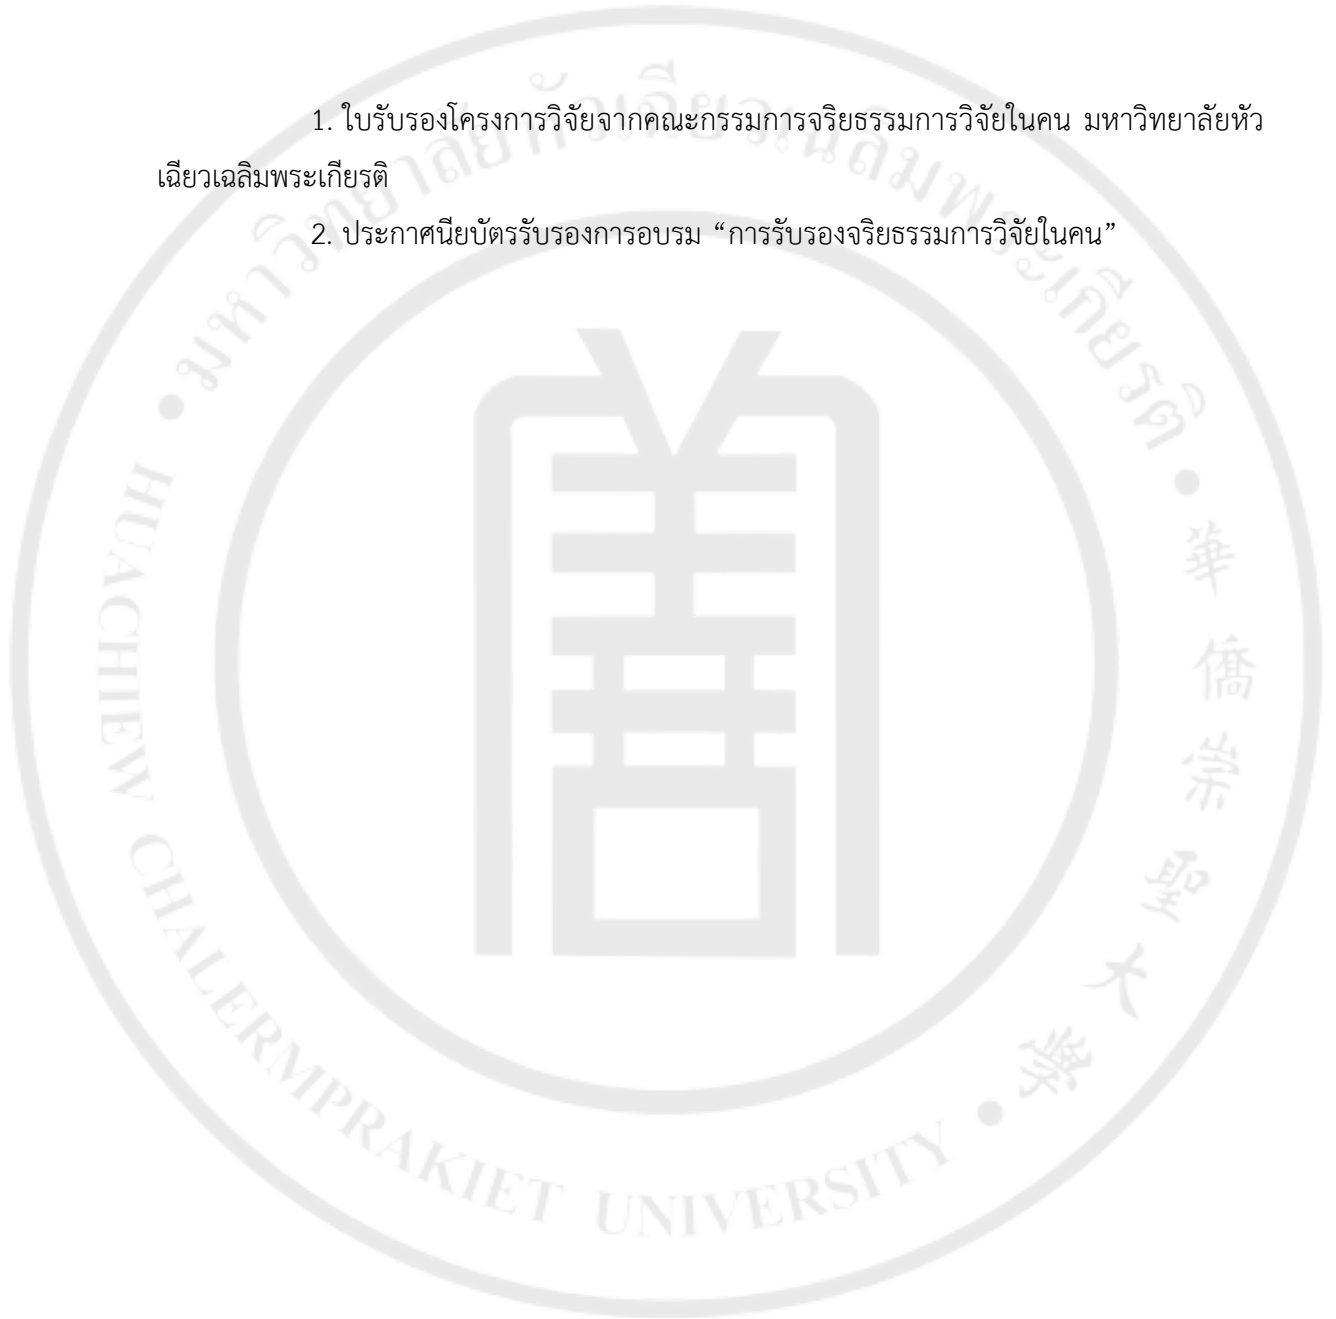 1. ใบรับรองโครงการวิจัยจากคณะกรรมการจริยธรรมการวิจัยในคน มหาวิทยาลัยหัว
เฉียวเฉลิมพระเกียรติ
2. ประกาศนียบัตรรับรองการอบรม “การรับรองจริยธรรมการวิจัยในคน”
• มหาวิทยาลัยหัวเฉียวเฉลิมพระเกียรติ •
華僑崇聖大學
HUACHIEW CHALERMPRAKIET UNIVERSITY •
善